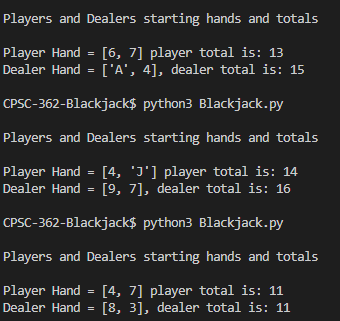 Players and Dealers starting hands and totals
Player Hand = [6, 7] player total is: 13
Dealer Hand = ['A', 4], dealer total is: 15
CPSC-362-Blackjack$ python3 Blackjack.py
Players and Dealers starting hands and totals
Player Hand = [4, 'J'] player total is: 14
Dealer Hand = [9, 7], dealer total is: 16
CPSC-362-Blackjack$ python3 Blackjack.py
Players and Dealers starting hands and totals
Player Hand = [4, 7] player total is: 11
Dealer Hand = [8, 3], dealer total is: 11